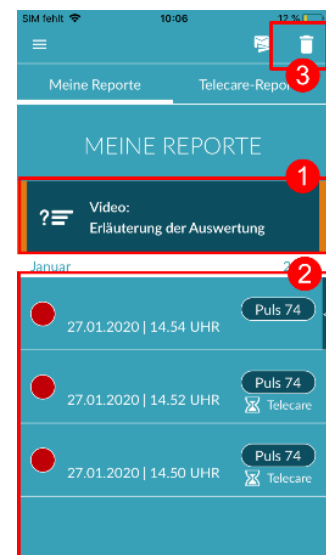 SIM fehlt 10:06 12 %
3
Meine Reporte Telecare-Repor
MEINE REPORTE
1
Video:
?
Erläuterung der Auswertung
Januar 2
2
Puls 74
27.01.2020 | 14.54 UHR
Puls 74
27.01.2020 | 14.52 UHR Telecare
Puls 74
27.01.2020 | 14.50 UHR Telecare